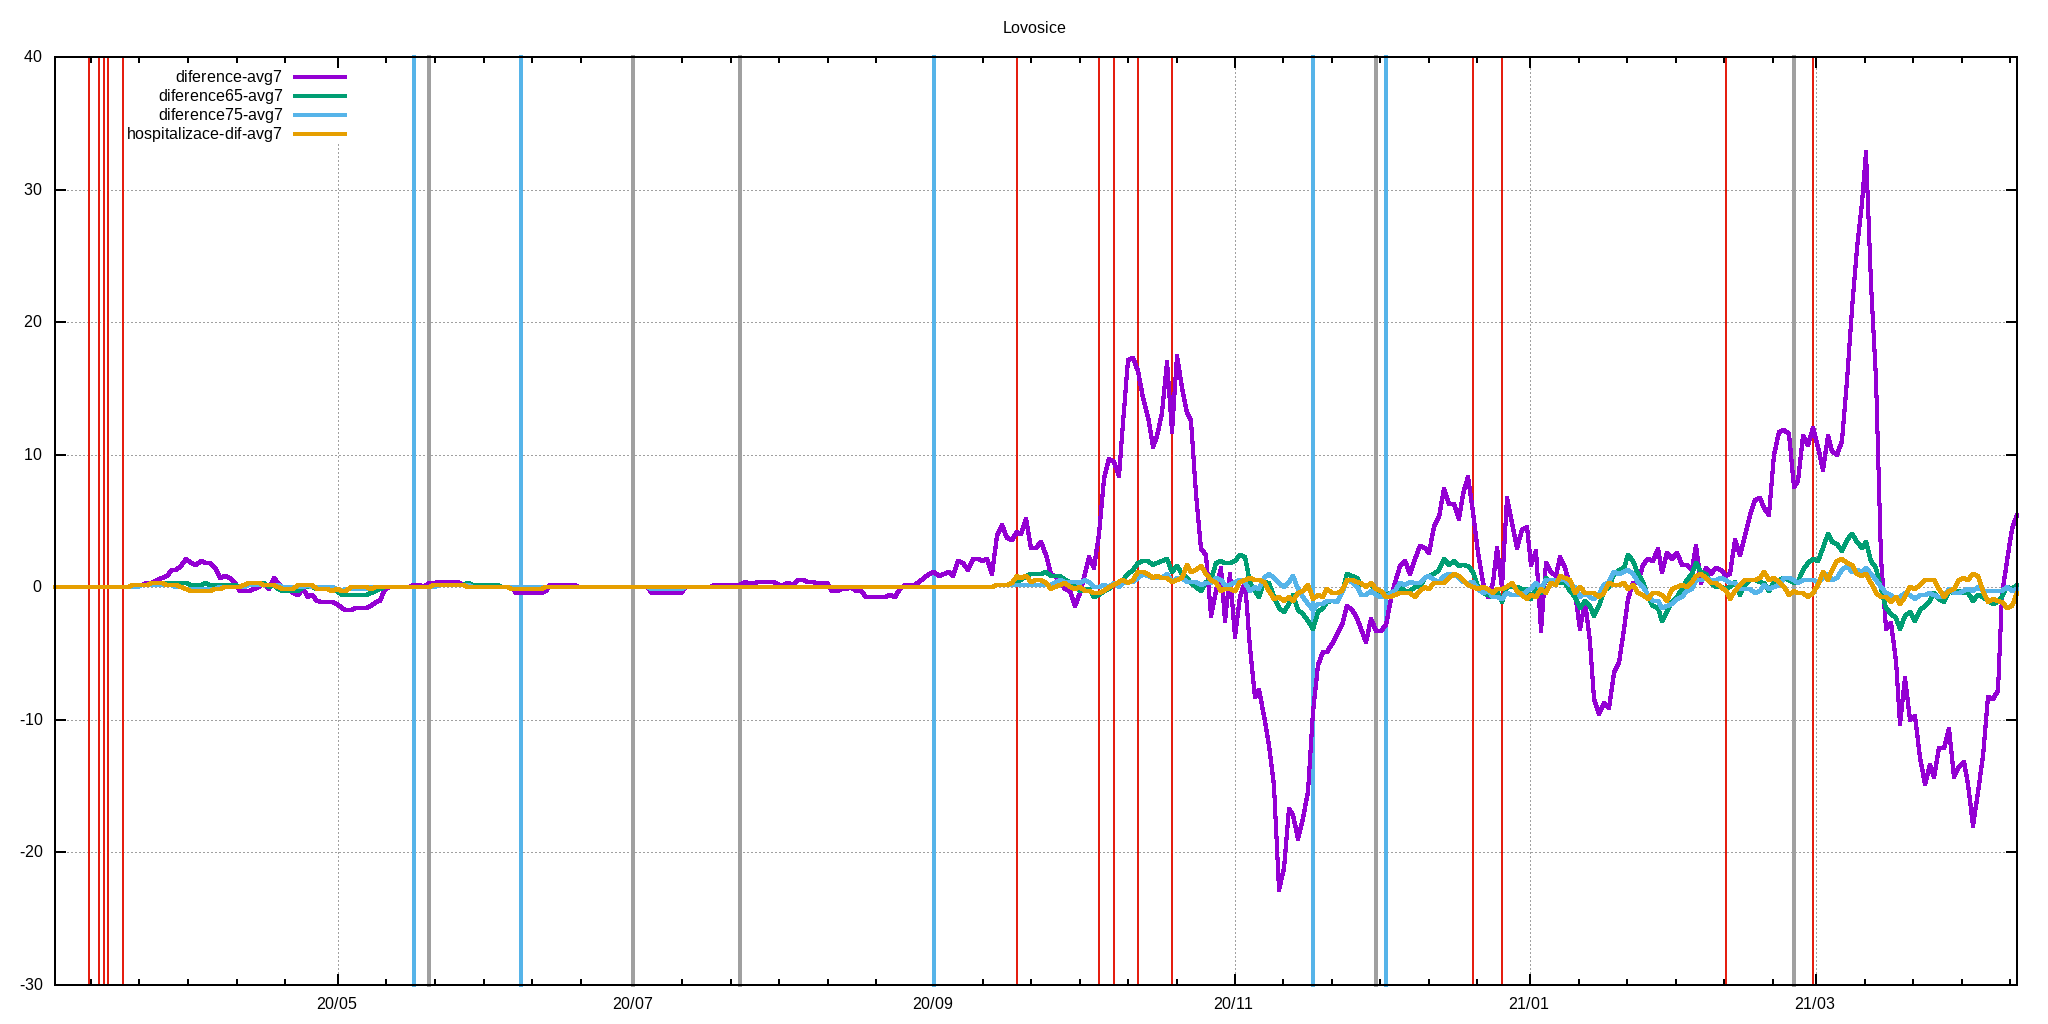 Lovosice
40
30
20
10
0
-10
-20
-30
diference-avg7
diference65-avg7
diference75-avg7
hospitalizace-dif-avg7
20/05 20/07 20/09 20/11 21/01 21/03